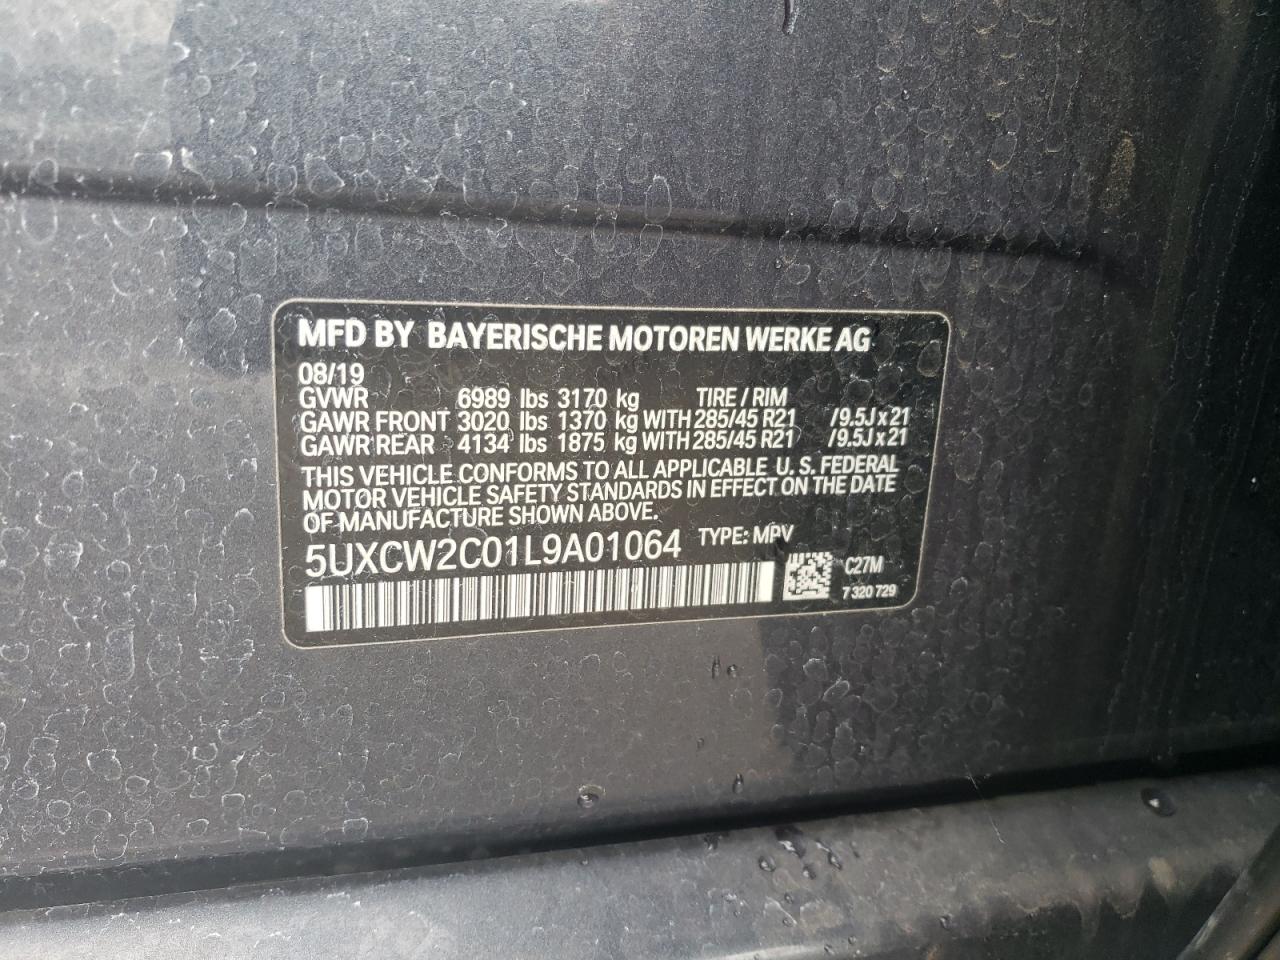 MFD BY BAYERISCHE MOTOREN WERKE AG
08/19
GVWR 6989 lbs 3170 kg TIRE / RIM
GAWR FRONT 3020 lbs 1370 kg WITH 285/45 R21 /9.5J x 21
GAWR REAR 4134 lbs 1875 kg WITH 285/45 R21 /9.5J x 21
THIS VEHICLE CONFORMS TO ALL APPLICABLE U. S. FEDERAL
MOTOR VEHICLE SAFETY STANDARDS IN EFFECT ON THE DATE
OF MANUFACTURE SHOWN ABOVE.
5UXCW2C01L9A01064 TYPE: MPV
C27M
7 320 729